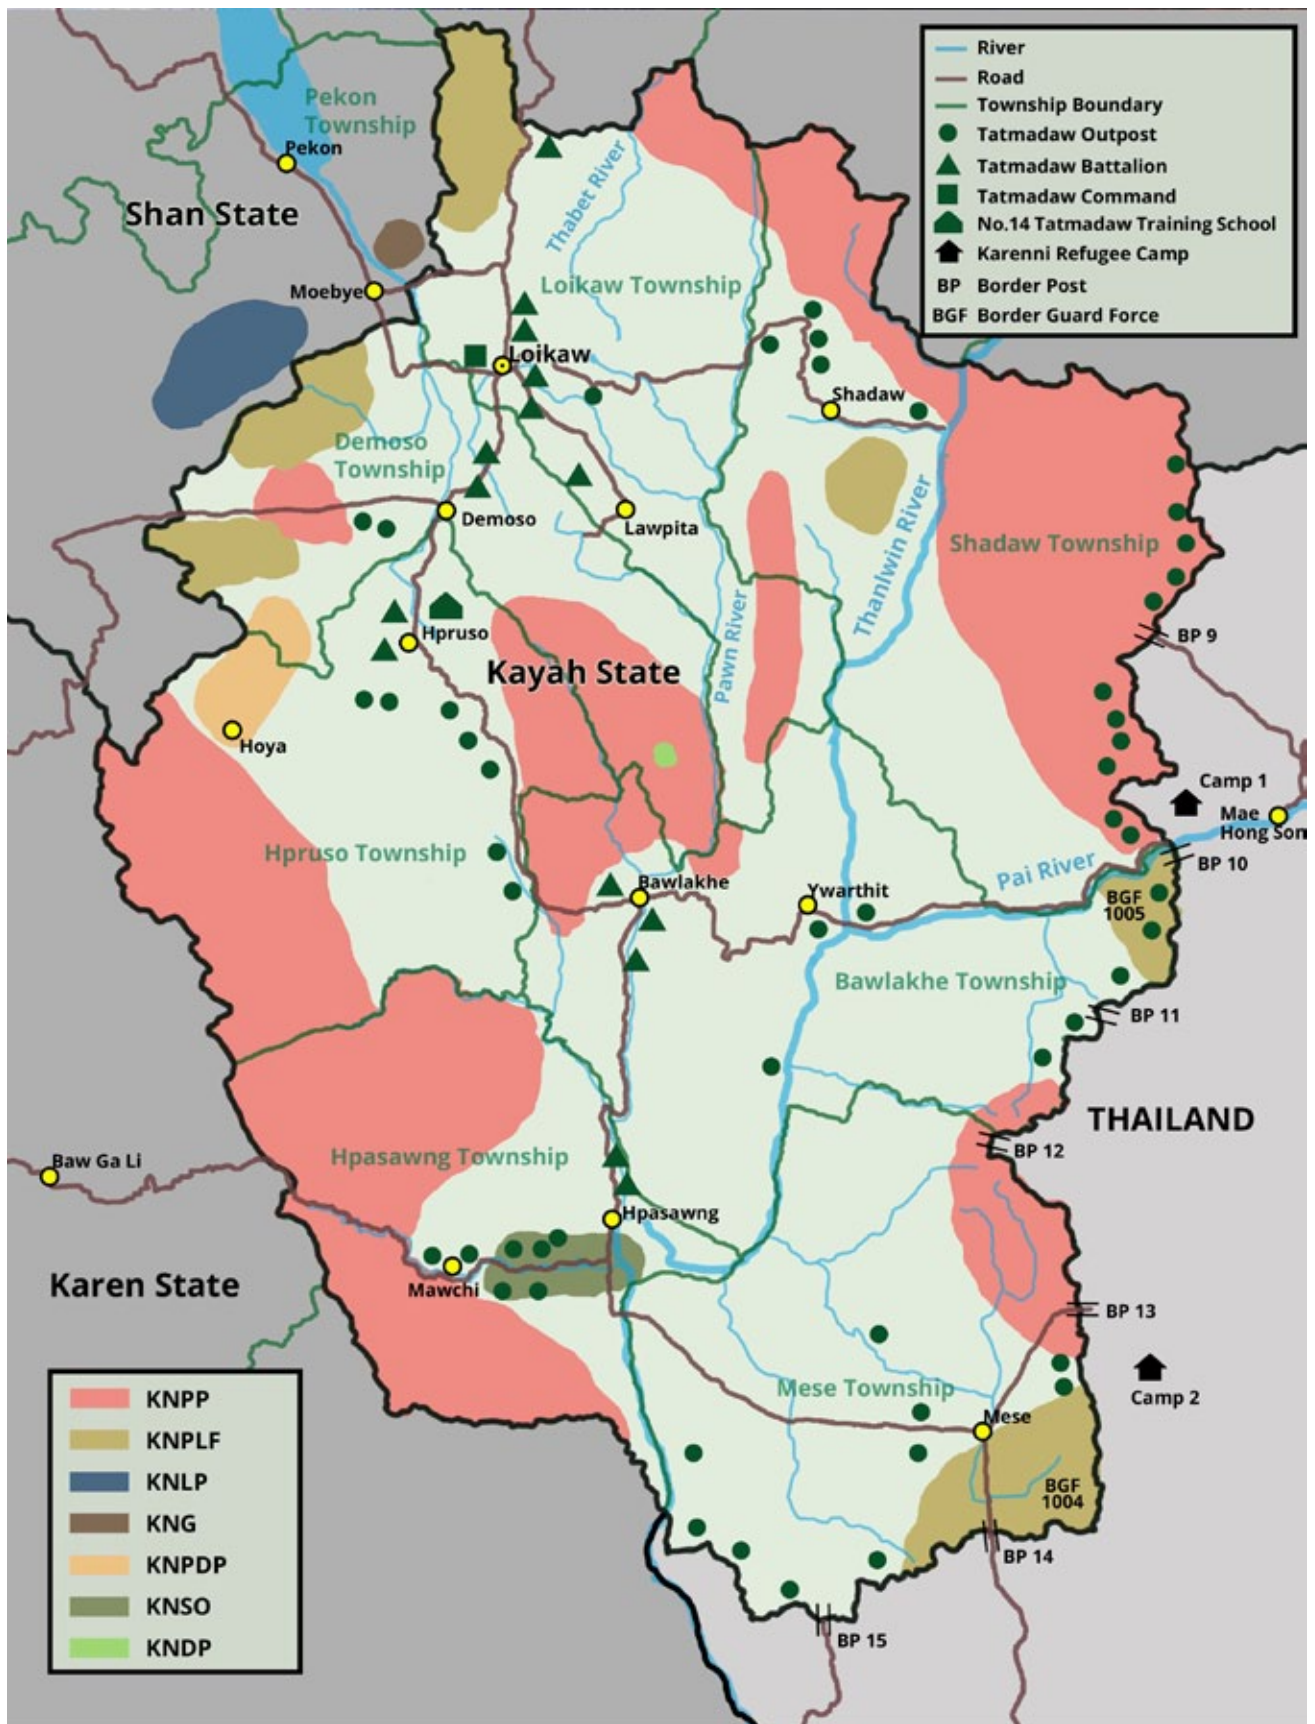 River
Road
Township Boundary
Tatmadaw Outpost
Tatmadaw Battalion
Tatmadaw Command
No.14 Tatmadaw Training School
Karenni Refugee Camp
BP Border Post
BGF Border Guard Force
Pekon
Township
Pekon
Shan State
Thabet River
Moebye
Loikaw Township
Loikaw
Shadaw
Demoso
Township
Demoso
Lawpita
Thanlwin River
Shadaw Township
Pawn River
BP 9
Hpruso
Kayah State
Hoya
Camp 1
Mae
Hong Son
Hpruso Township
BP 10
Pai River
Bawlakhe
Ywarthit
BGF
1005
Bawlakhe Township
BP 11
THAILAND
BP 12
Hpasawng Township
Baw Ga Li
Hpasawng
Karen State
Mawchi
BP 13
Mese Township
Camp 2
Mese
BGF
1004
BP 14
BP 15
KNPP
KNPLF
KNLP
KNG
KNPDP
KNSO
KNDP